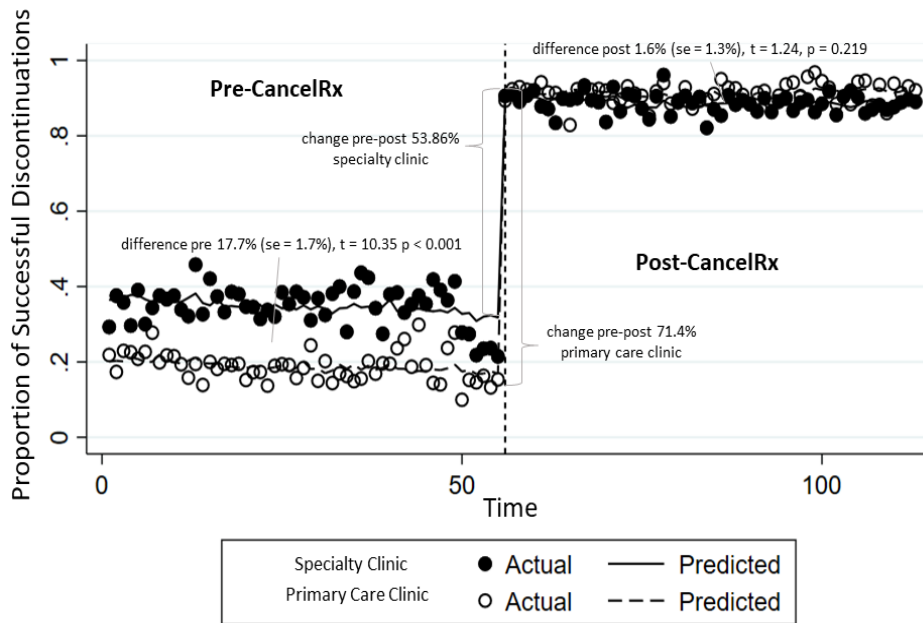 difference post 1.6% (se = 1.3%), t = 1.24, p = 0.219
Pre-CancelRx
change pre-post 53.86%
specialty clinic
difference pre 17.7% (se = 1.7%), t = 10.35 p < 0.001
Post-CancelRx
change pre-post 71.4%
primary care clinic
Proportion of Successful Discontinuations
1
.8
.6
.4
.2
0
0 50 100
Time
Specialty Clinic Actual Predicted
Primary Care Clinic Actual Predicted